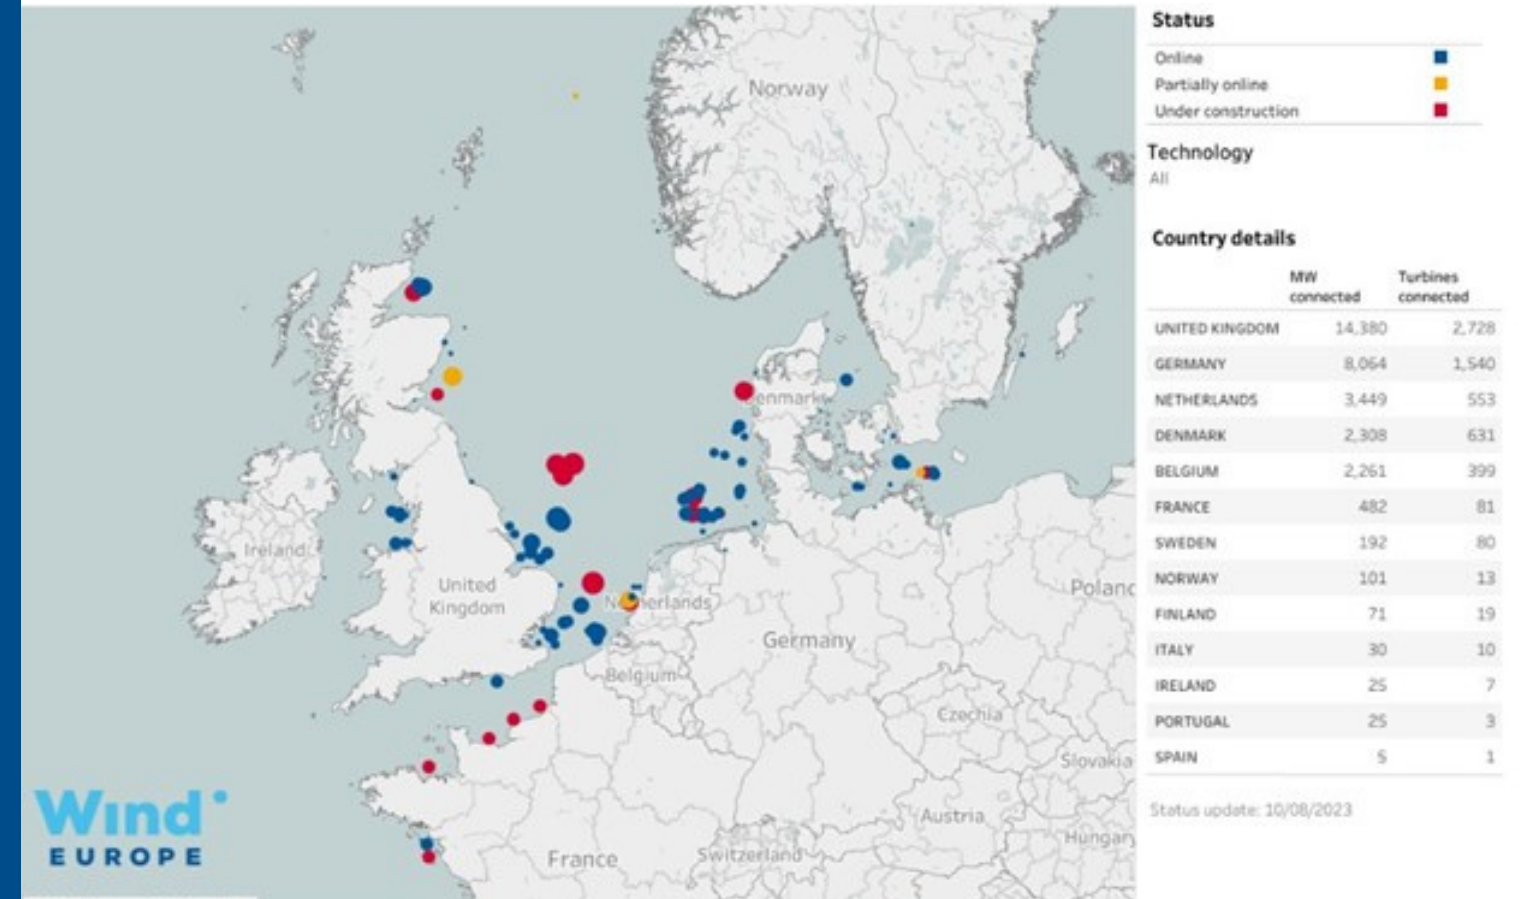 Norway
Denmark
Ireland
United
Kingdom
Netherlands
Poland
Germany
Belgium
Czechia
Slovakia
Austria
Hungary
Switzerland
France
Wind
EUROPE
Status
Online
Partially online
Under construction
Technology
All
Country details
MW Turbines
connected connected
UNITED KINGDOM 14,380 2,728
GERMANY 8,064 1,540
NETHERLANDS 3,449 553
DENMARK 2,308 631
BELGIUM 2,261 399
FRANCE 482 81
SWEDEN 192 80
NORWAY 101 13
FINLAND 71 19
ITALY 30 10
IRELAND 25 7
PORTUGAL 25 3
SPAIN 5 1
Status update: 10/08/2023